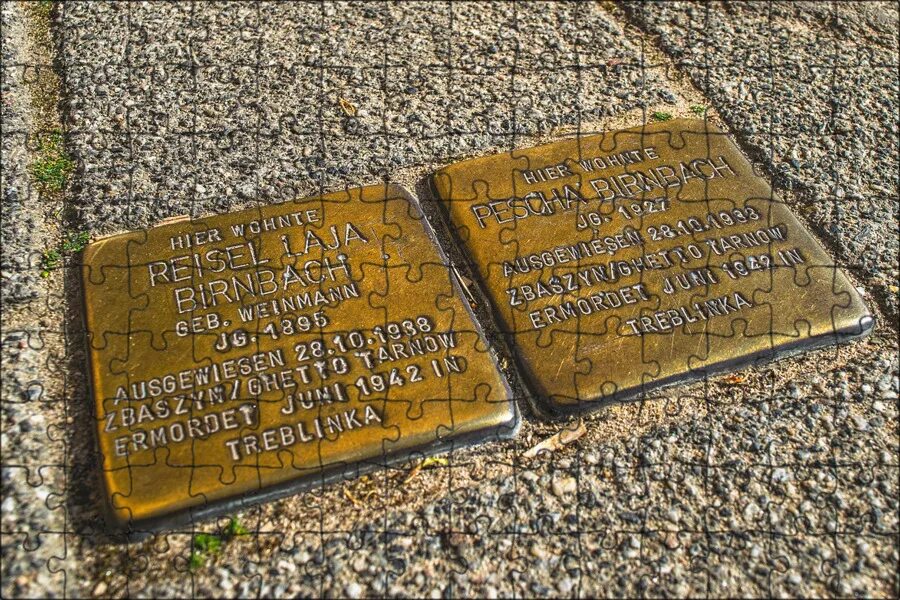 HIER WOHNTE
REISEL LAJA
BIRNBACH
GEB. WEINMANN
JG. 1895
AUSGEWIESEN 28.10.1938
ZBASZYN/GHETTO TARNOW
ERMORDET JUNI 1942 IN
TREBLINKA
HIER WOHNTE
PESCHA BIRNBACH
JG. 1927
AUSGEWIESEN 28.10.1938
ZBASZYN/GHETTO TARNOW
ERMORDET JUNI 1942 IN
TREBLINKA